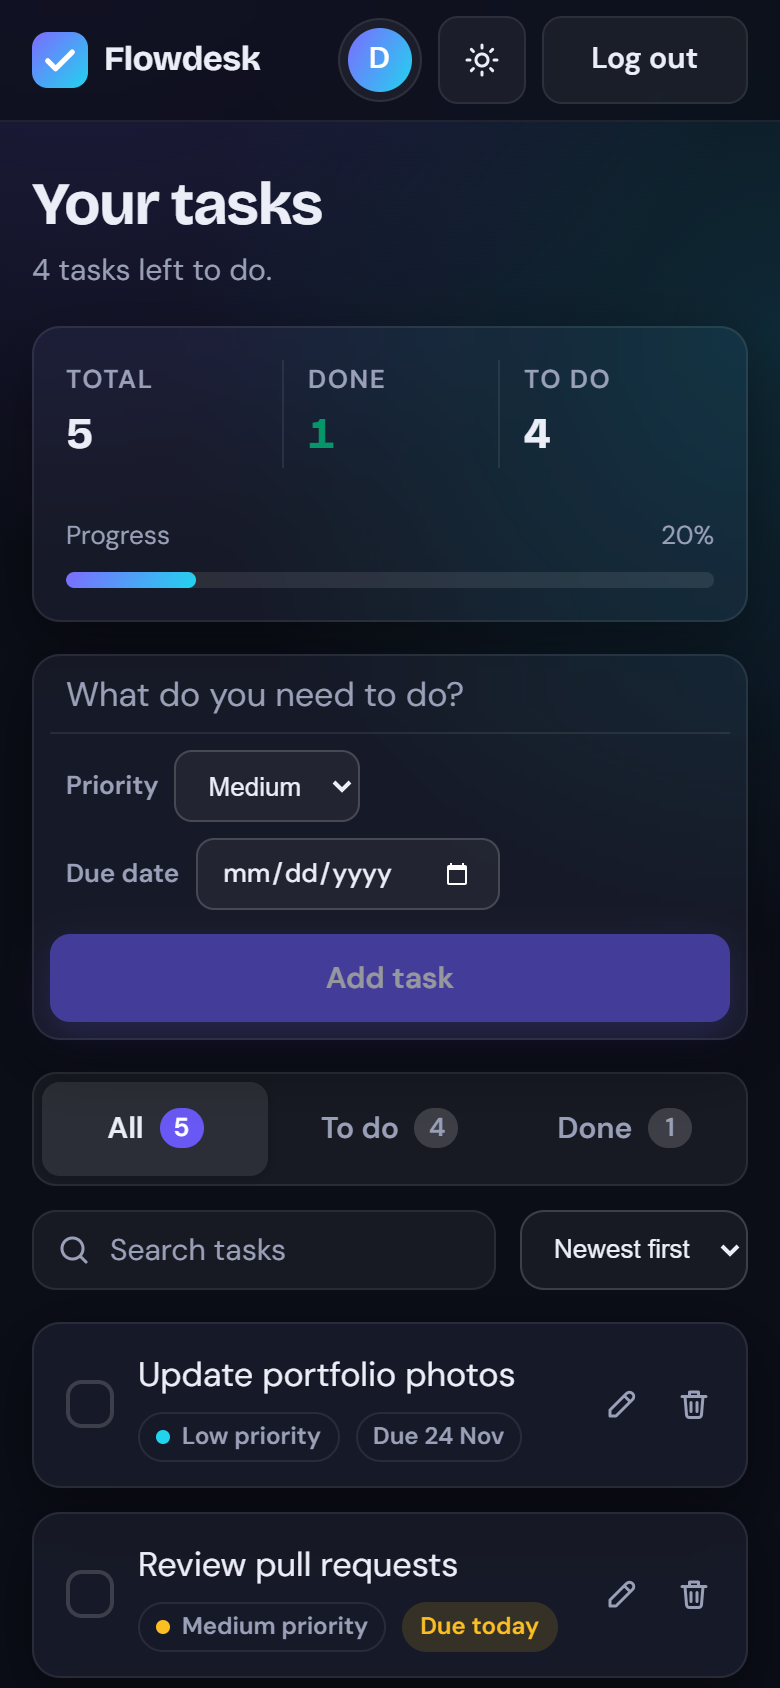 Flowdesk
D
Log out
Your tasks
4 tasks left to do.
TOTAL DONE TO DO
5 1 4
Progress 20%
What do you need to do?
Priority Medium
Due date mm/dd/yyyy
Add task
All 5 To do 4 Done 1
Search tasks Newest first
Update portfolio photos
Low priority Due 24 Nov
Review pull requests
Medium priority Due today